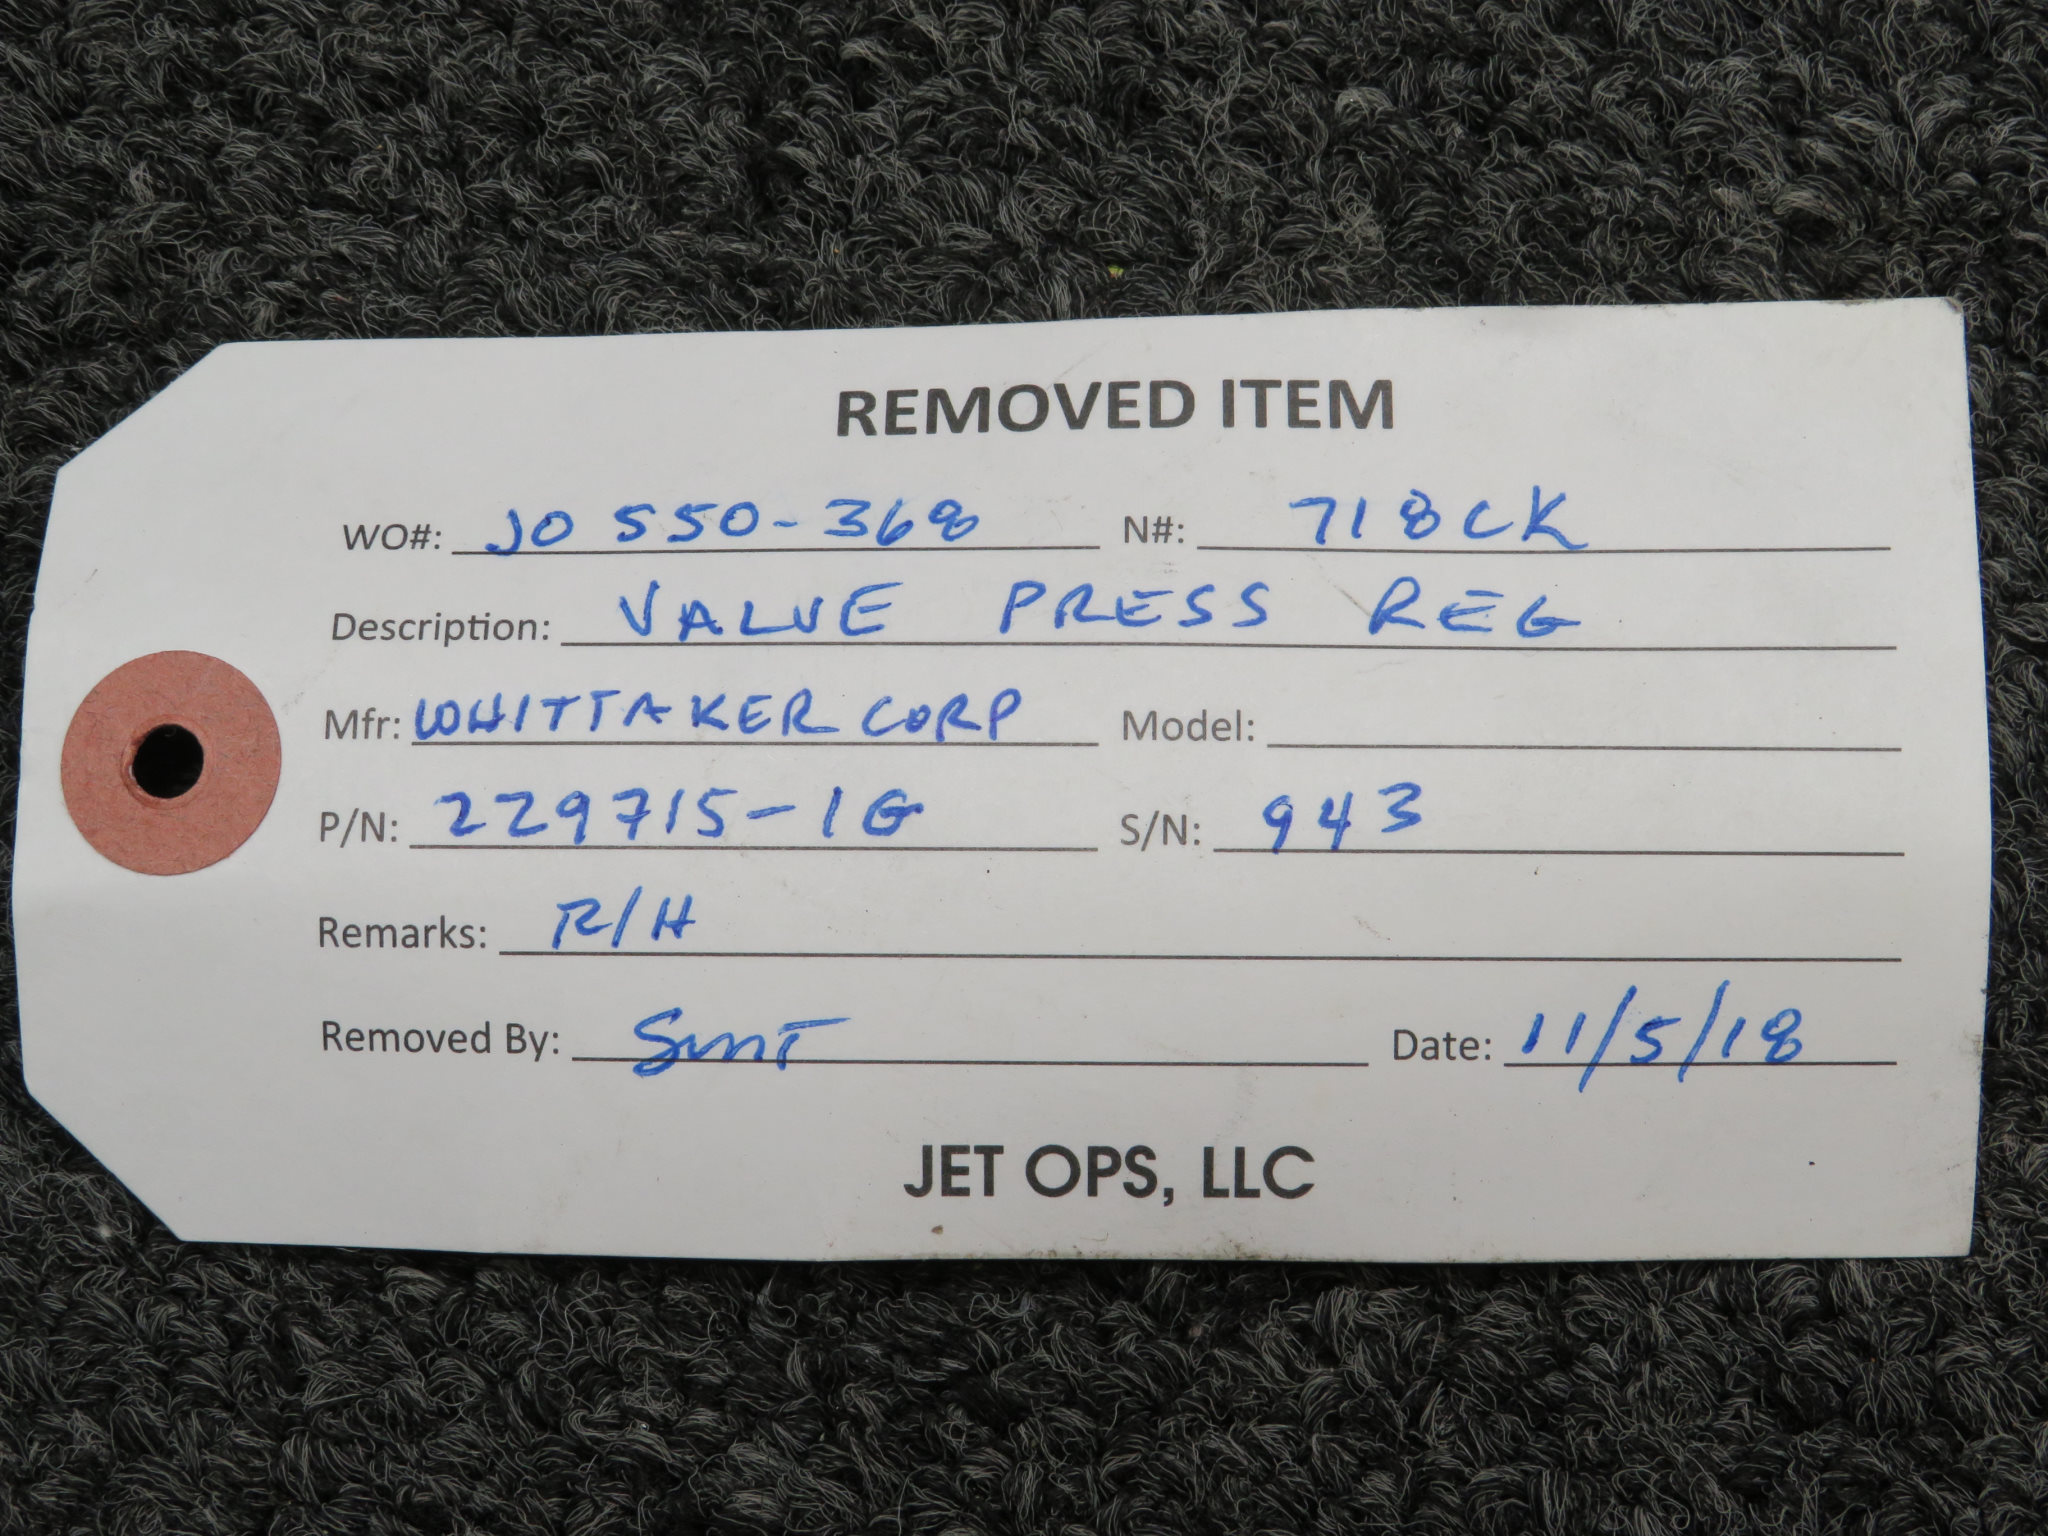 REMOVED ITEM
WO#: JO 550-368 N#: 718CK
Description: VALVE PRESS REG
Mfr: WHITTAKER CORP Model:
P/N: 229715-1G S/N: 943
Remarks: R/H
Removed By: Date: 11/5/18
JET OPS, LLC